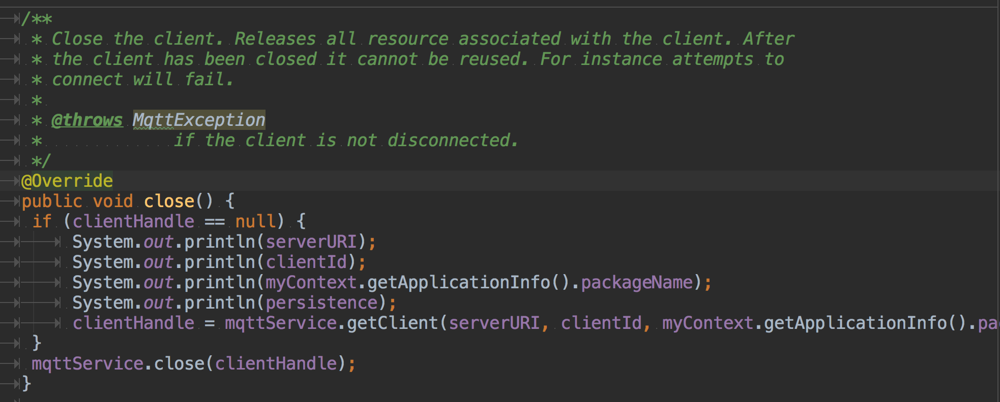 /**
 * Close the client. Releases all resource associated with the client. After
 * the client has been closed it cannot be reused. For instance attempts to
 * connect will fail.
 *
 * @throws MqttException
 *             if the client is not disconnected.
 */
@Override
public void close() {
 if (clientHandle == null) {
     System.out.println(serverURI);
     System.out.println(clientId);
     System.out.println(myContext.getApplicationInfo().packageName);
     System.out.println(persistence);
     clientHandle = mqttService.getClient(serverURI, clientId, myContext.getApplicationInfo().pa
 }
 mqttService.close(clientHandle);
}